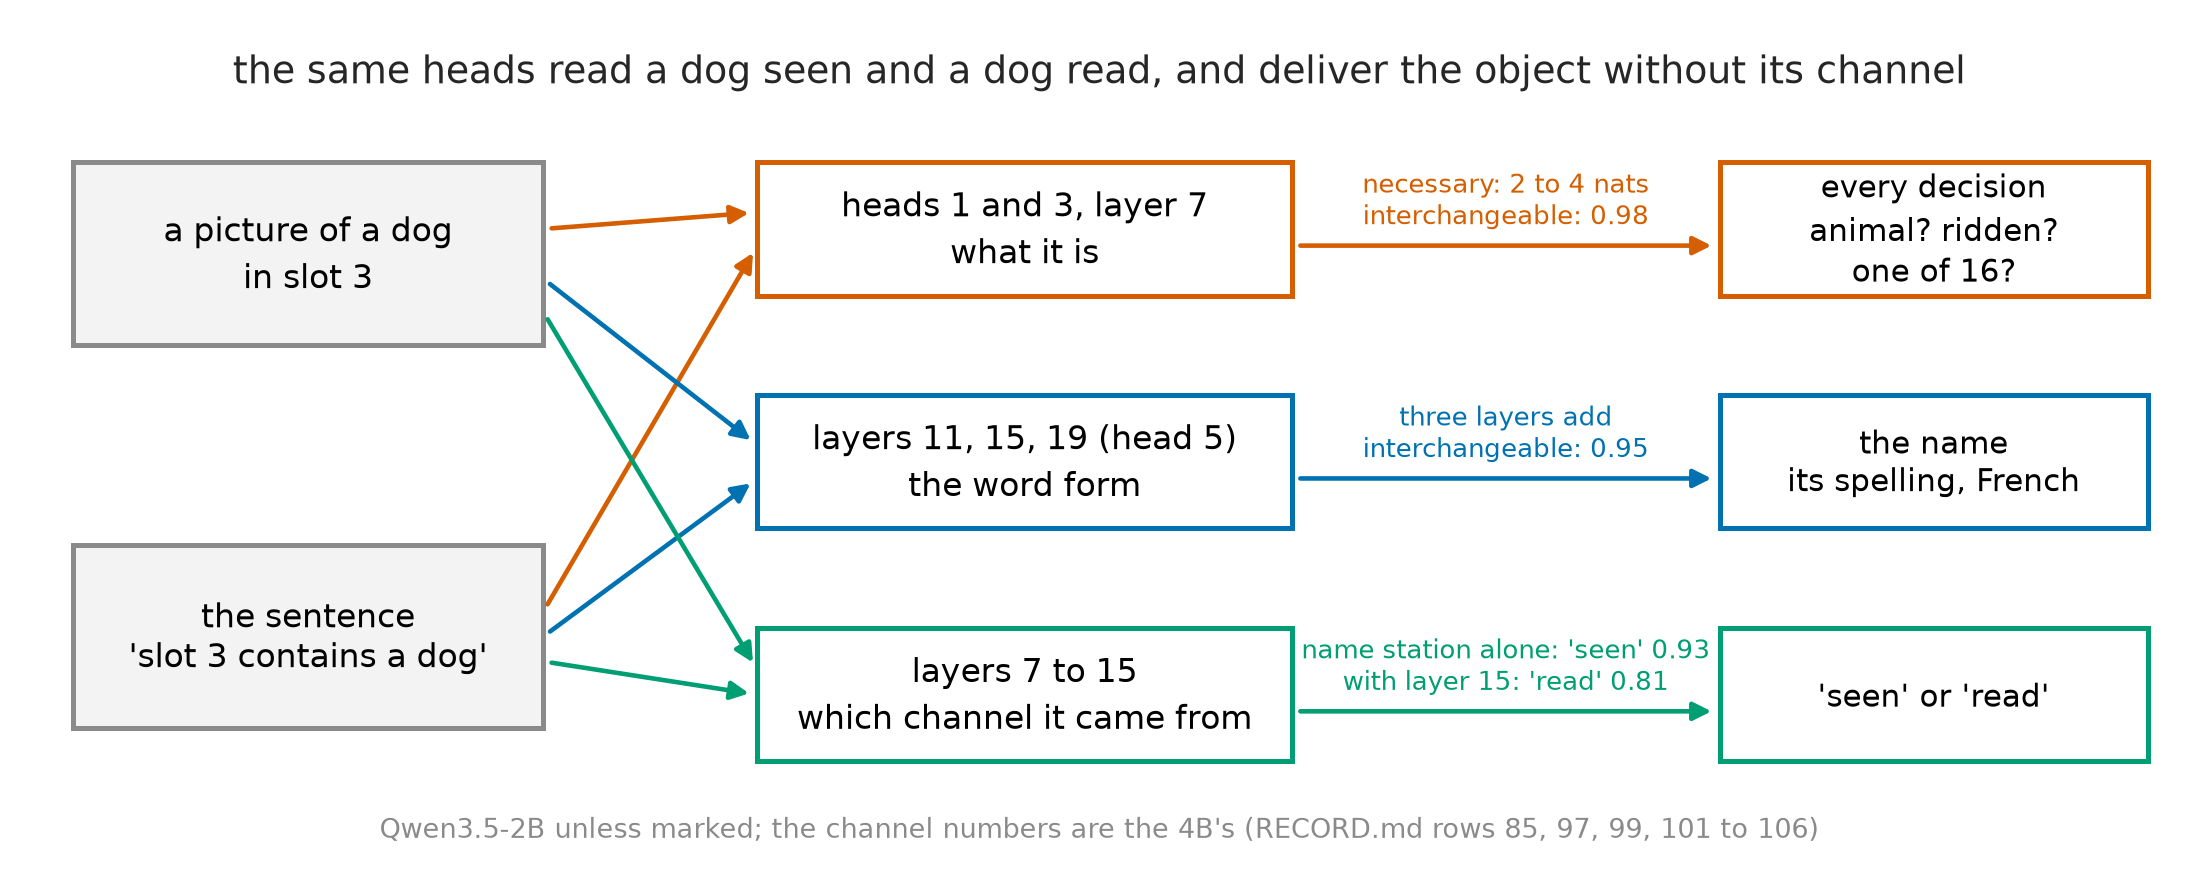 the same heads read a dog seen and a dog read, and deliver the object without its channel
a picture of a dog
in slot 3
the sentence
'slot 3 contains a dog'
heads 1 and 3, layer 7
what it is
necessary: 2 to 4 nats
interchangeable: 0.98
every decision
animal? ridden?
one of 16?
layers 11, 15, 19 (head 5)
the word form
three layers add
interchangeable: 0.95
the name
its spelling, French
layers 7 to 15
which channel it came from
name station alone: 'seen' 0.93
with layer 15: 'read' 0.81
'seen' or 'read'
Qwen3.5-2B unless marked; the channel numbers are the 4B's (RECORD.md rows 85, 97, 99, 101 to 106)